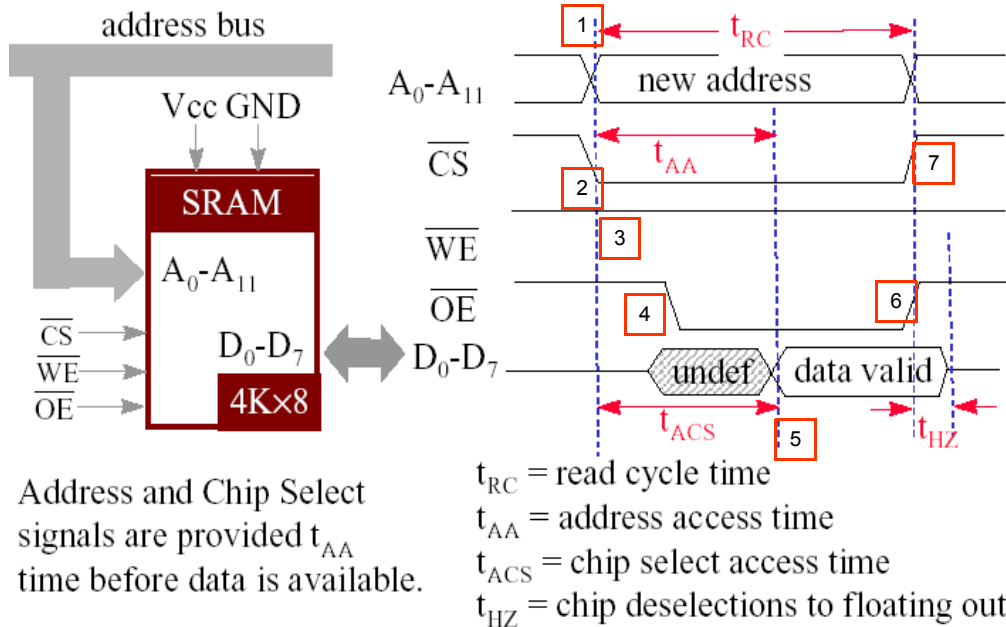 address bus
Vcc GND
SRAM
A0-A11
CS
WE
OE
D0-D7
4K×8
Address and Chip Select
signals are provided tAA
time before data is available.
1
tRC
A0-A11
new address
CS
tAA
7
2
3
WE
OE
4
6
D0-D7
undef
data valid
tACS
5
tHZ
tRC = read cycle time
tAA = address access time
tACS = chip select access time
tHZ = chip deselections to floating out